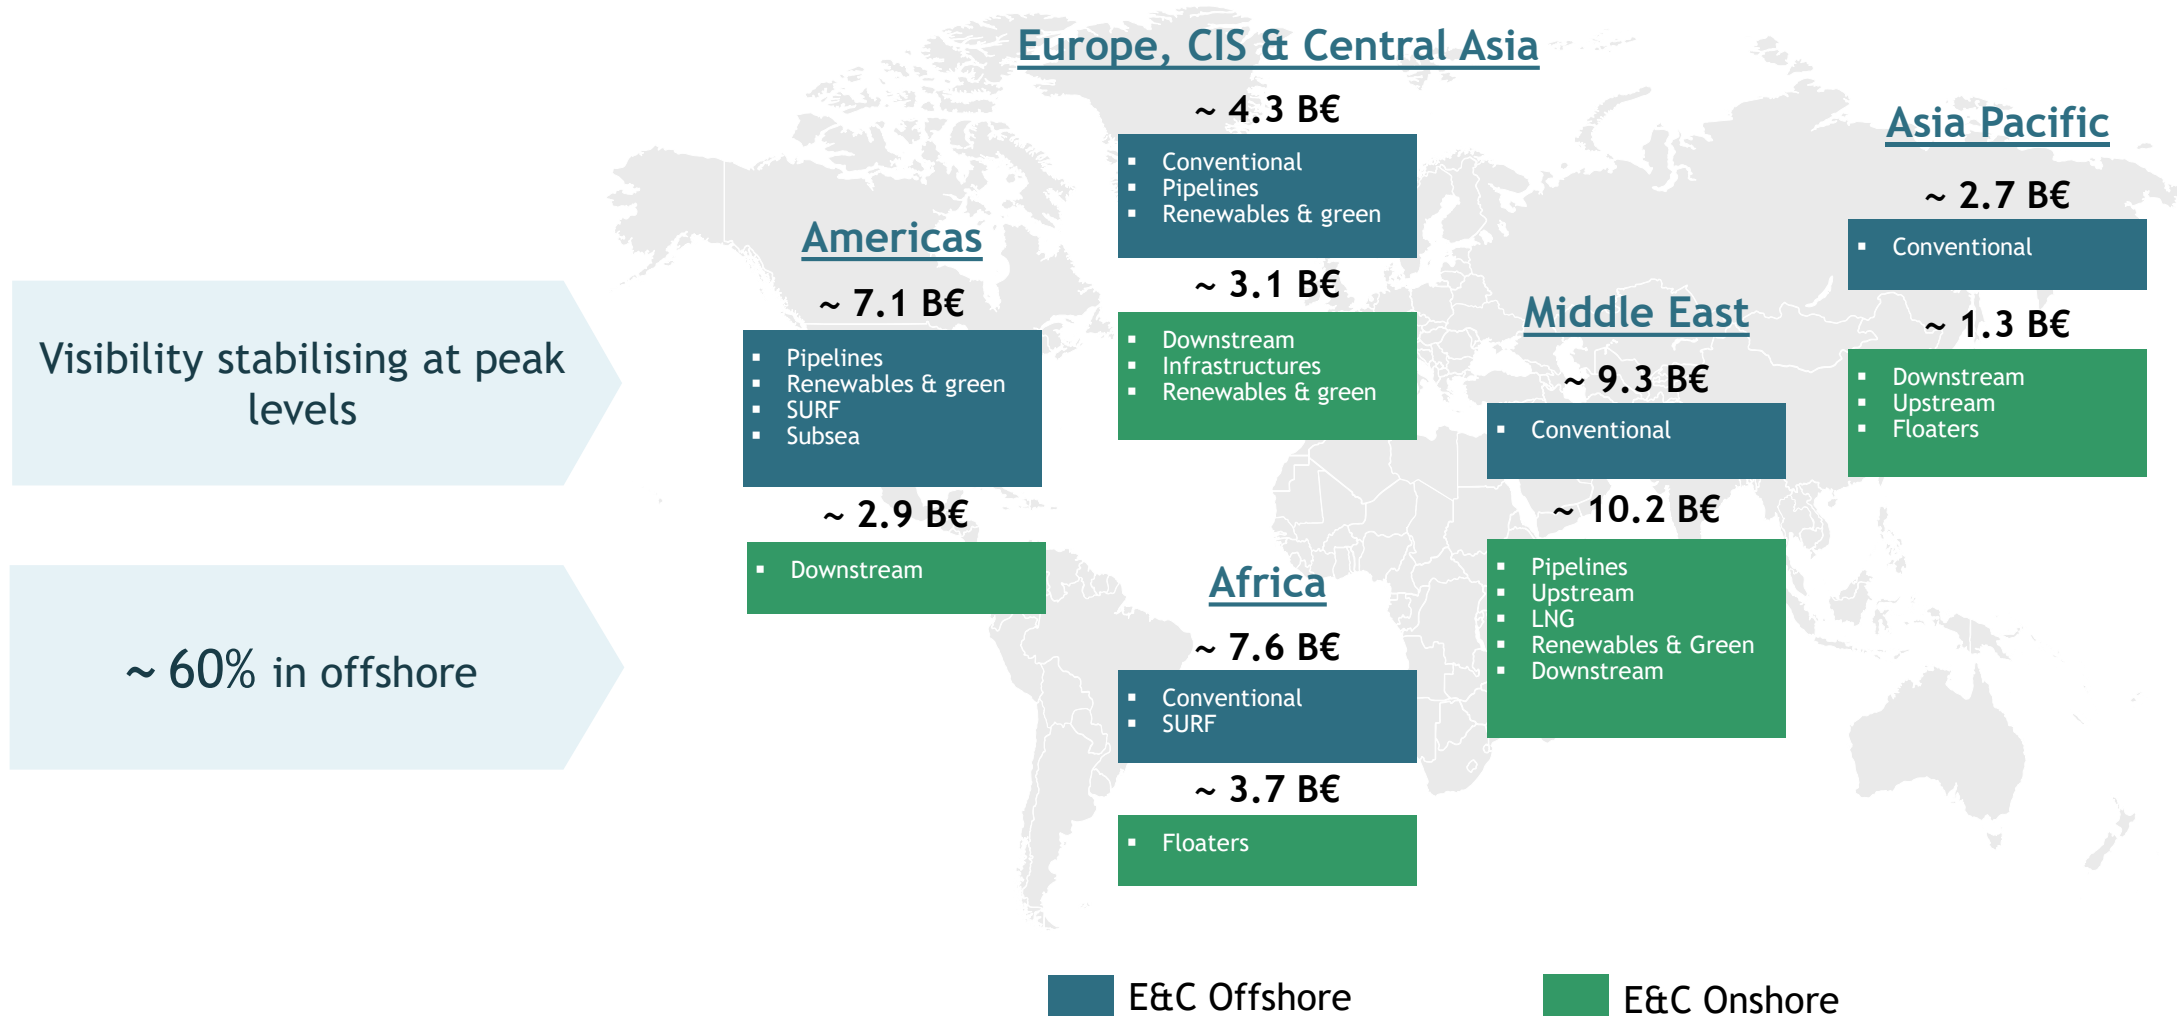 Europe, CIS & Central Asia
~ 4.3 B€
▪ Conventional
▪ Pipelines
▪ Renewables & green
~ 3.1 B€
▪ Downstream
▪ Infrastructures
▪ Renewables & green
Asia Pacific
~ 2.7 B€
▪ Conventional
~ 1.3 B€
▪ Downstream
▪ Upstream
▪ Floaters
Americas
~ 7.1 B€
▪ Pipelines
▪ Renewables & green
▪ SURF
▪ Subsea
~ 2.9 B€
▪ Downstream
Middle East
~ 9.3 B€
▪ Conventional
~ 10.2 B€
▪ Pipelines
▪ Upstream
▪ LNG
▪ Renewables & Green
▪ Downstream
Africa
~ 7.6 B€
▪ Conventional
▪ SURF
~ 3.7 B€
▪ Floaters
Visibility stabilising at peak
levels
~ 60% in offshore
E&C Offshore
E&C Onshore